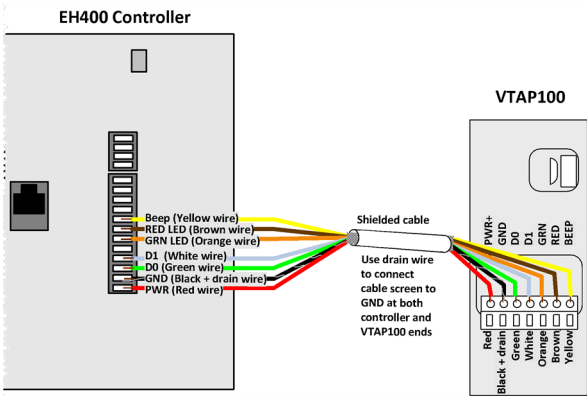 EH400 Controller
VTAP100
Beep (Yellow wire)
RED LED (Brown wire)
GRN LED (Orange wire)
D1 (White wire)
D0 (Green wire)
GND (Black + drain wire)
PWR (Red wire)
Shielded cable
Use drain wire
to connect
cable screen to
GND at both
controller and
VTAP100 ends
PWR+
GND
D0
D1
GRN
RED
BEEP
Red
Black + drain
Green
White
Orange
Brown
Yellow